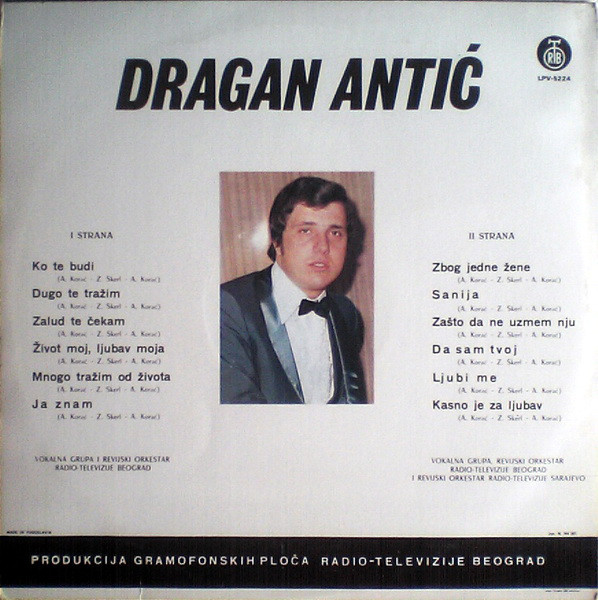 DRAGAN ANTIĆ
RTB
LPV-5224
I STRANA
Ko te budi
(A. Korać - Z. Skerl - A. Korać)
Dugo te tražim
(A. Korać - Z. Skerl - A. Korać)
Zalud te čekam
(A. Korać - Z. Skerl - A. Korać)
Život moj, ljubav moja
(A. Korać - Z. Skerl - A. Korać)
Mnogo tražim od života
(A. Korać - Z. Skerl - A. Korać)
Ja znam
(A. Korać - Z. Skerl - A. Korać)
VOKALNA GRUPA I REVIJSKI ORKESTAR
RADIO-TELEVIZIJE BEOGRAD
II STRANA
Zbog jedne žene
(A. Korać - Z. Skerl - A. Korać)
Sanija
(A. Korać - Z. Skerl - A. Korać)
Zašto da ne uzmem nju
(A. Korać - Z. Skerl - A. Korać)
Da sam tvoj
(A. Korać - Z. Skerl - A. Korać)
Ljubi me
(A. Korać - Z. Skerl - A. Korać)
Kasno je za ljubav
(A. Korać - Z. Skerl - A. Korać)
VOKALNA GRUPA, REVIJSKI ORKESTAR
RADIO-TELEVIZIJE BEOGRAD
I REVIJSKI ORKESTAR RADIO-TELEVIZIJE SARAJEVO
MADE IN YUGOSLAVIA
PRODUKCIJA GRAMOFONSKIH PLOČA RADIO-TELEVIZIJE BEOGRAD